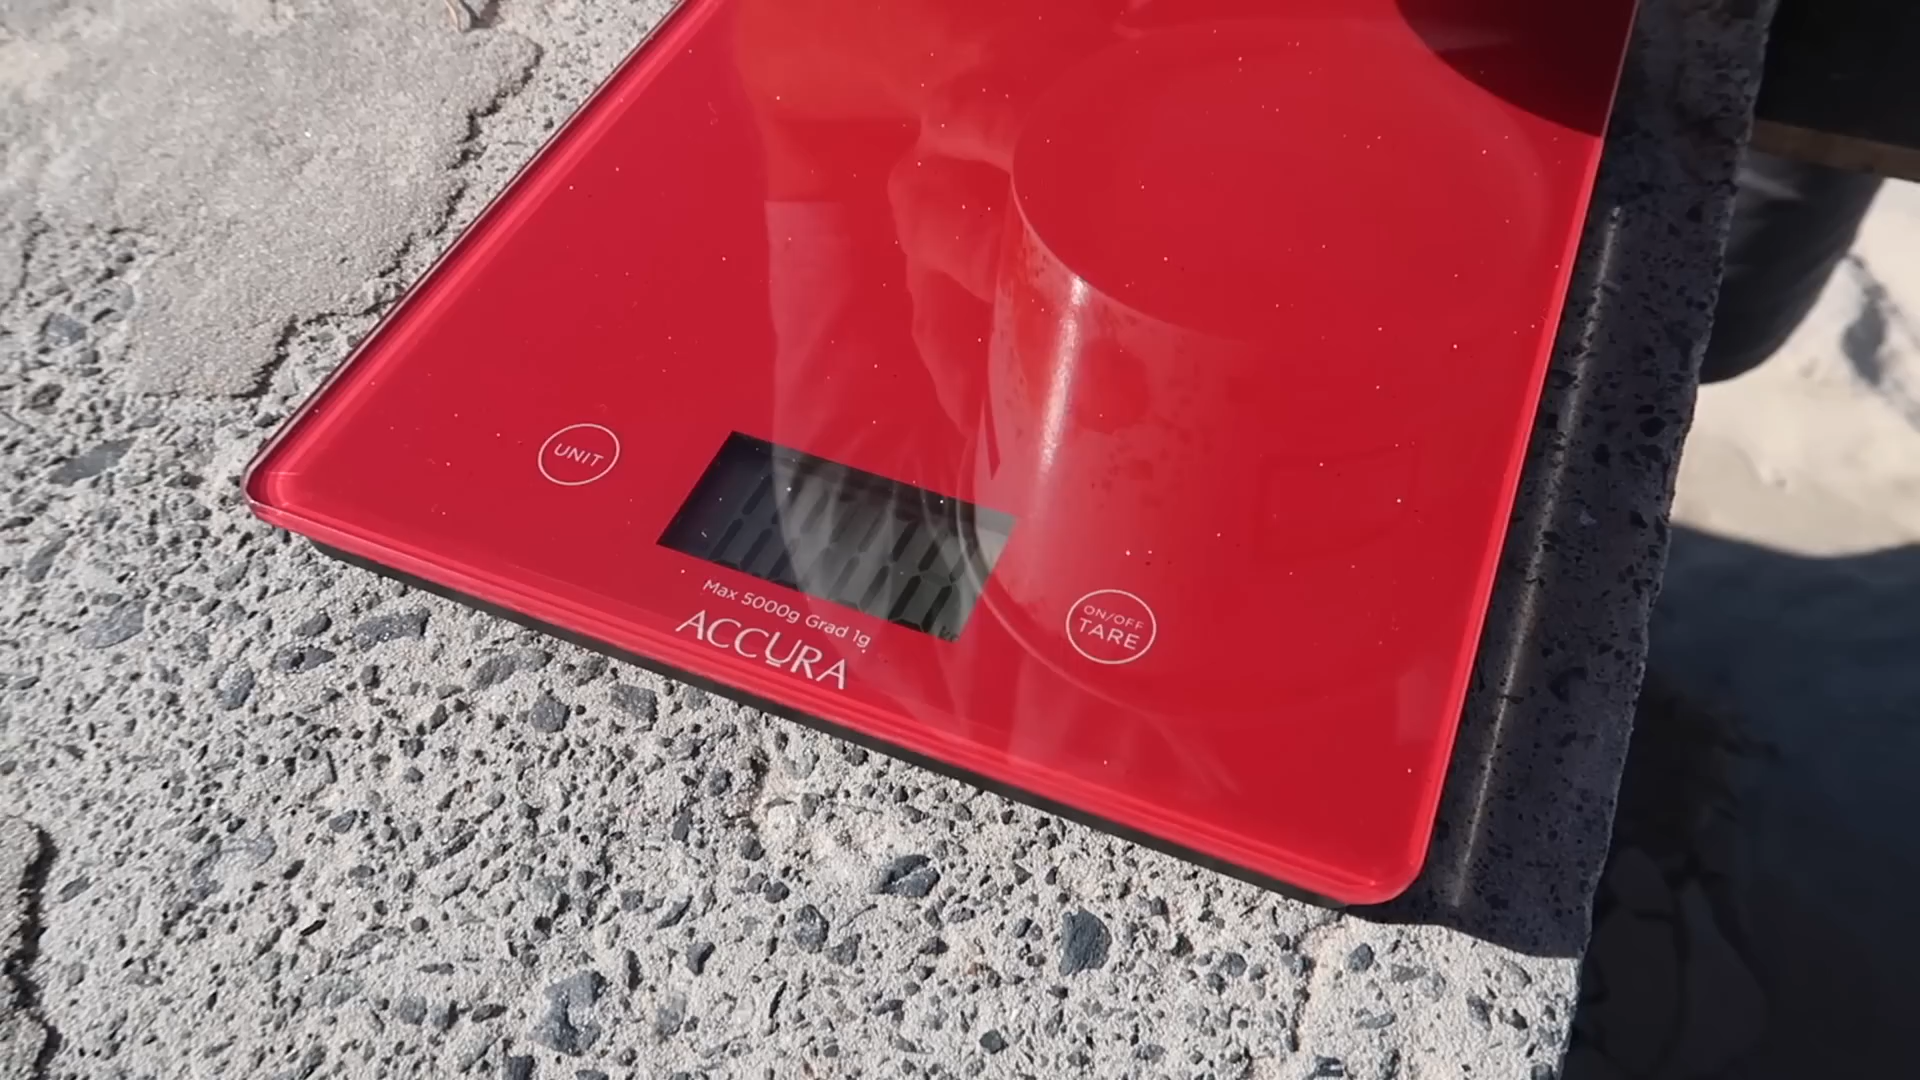 UNIT
Max 5000g Grad 1g
ACCURA
ON/OFF
TARE